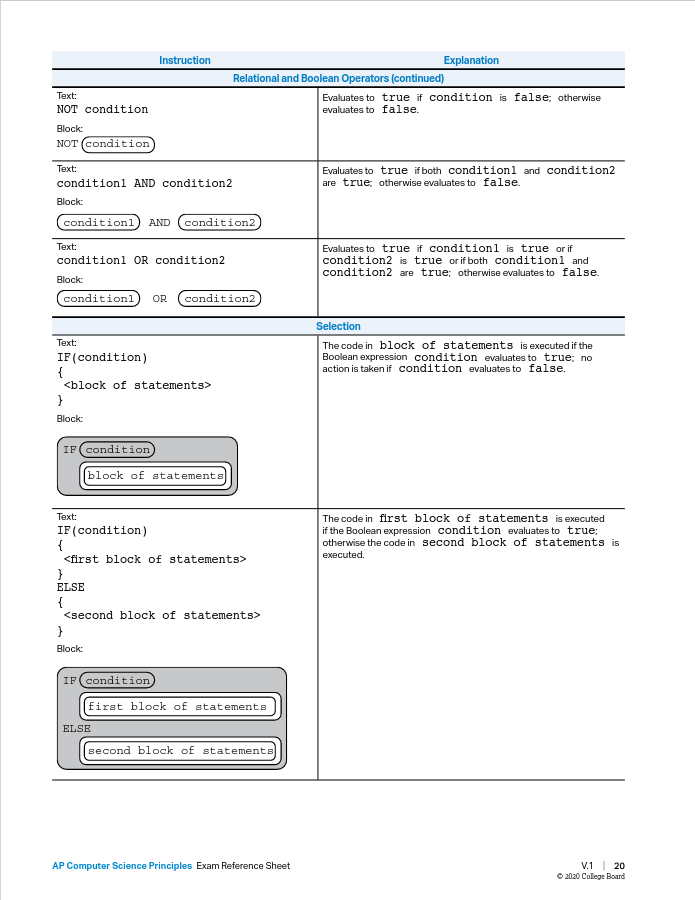 Instruction
Explanation
Relational and Boolean Operators (continued)
Text:
NOT condition
Block:
NOT condition
Evaluates to true if condition is false; otherwise
evaluates to false.
Text:
condition1 AND condition2
Block:
condition1 AND condition2
Evaluates to true if both condition1 and condition2
are true; otherwise evaluates to false.
Text:
condition1 OR condition2
Block:
condition1 OR condition2
Evaluates to true if condition1 is true or if
condition2 is true or if both condition1 and
condition2 are true; otherwise evaluates to false.
Selection
Text:
IF(condition)
{
<block of statements>
}
Block:
IF condition
block of statements
The code in block of statements is executed if the
Boolean expression condition evaluates to true; no
action is taken if condition evaluates to false.
Text:
IF(condition)
{
<first block of statements>
}
ELSE
{
<second block of statements>
}
Block:
IF condition
first block of statements
ELSE
second block of statements
The code in first block of statements is executed
if the Boolean expression condition evaluates to true;
otherwise the code in second block of statements is
executed.
AP Computer Science Principles Exam Reference Sheet
V.1 | 20
© 2020 College Board